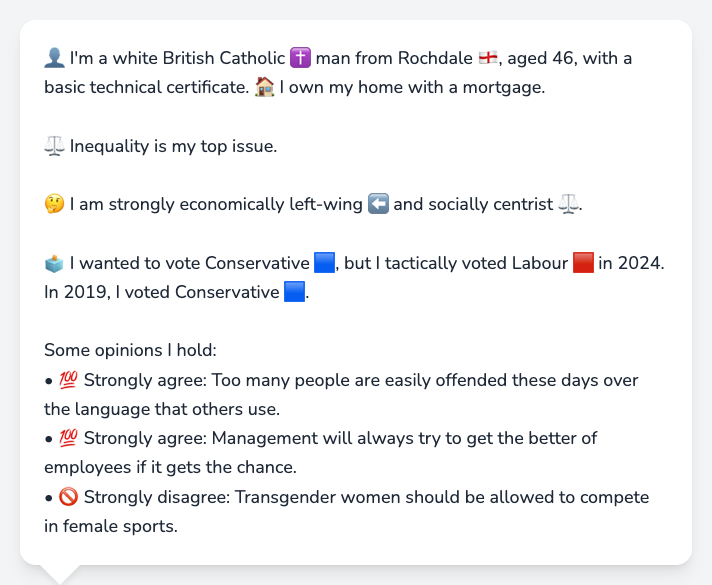 👤 I'm a white British Catholic ✝️ man from Rochdale 🏴󠁧󠁢󠁥󠁮󠁧󠁿, aged 46, with a
basic technical certificate. 🏠 I own my home with a mortgage.
⚖️ Inequality is my top issue.
🤔 I am strongly economically left-wing ⬅️ and socially centrist ⚖️.
🗳️ I wanted to vote Conservative 🟦, but I tactically voted Labour 🟥 in 2024.
In 2019, I voted Conservative 🟦.
Some opinions I hold:
• 💯 Strongly agree: Too many people are easily offended these days over
the language that others use.
• 💯 Strongly agree: Management will always try to get the better of
employees if it gets the chance.
• 🚫 Strongly disagree: Transgender women should be allowed to compete
in female sports.